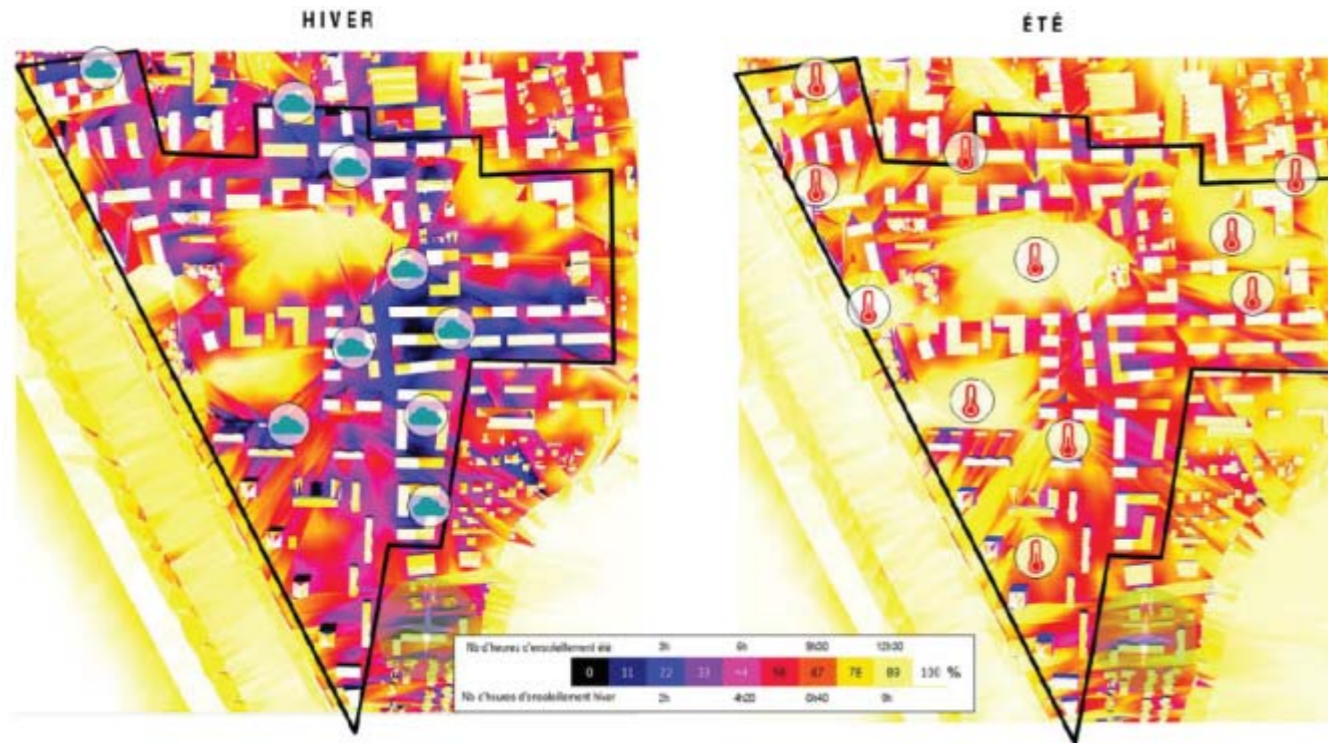 HIVER
ÉTÉ
Nb d'heures d'ensoleillement été 3h 6h 9h00 12h00
0 11 22 33 44 56 67 78 89 100 %
Nb d'heures d'ensoleillement hiver 2h 4h20 6h40 9h